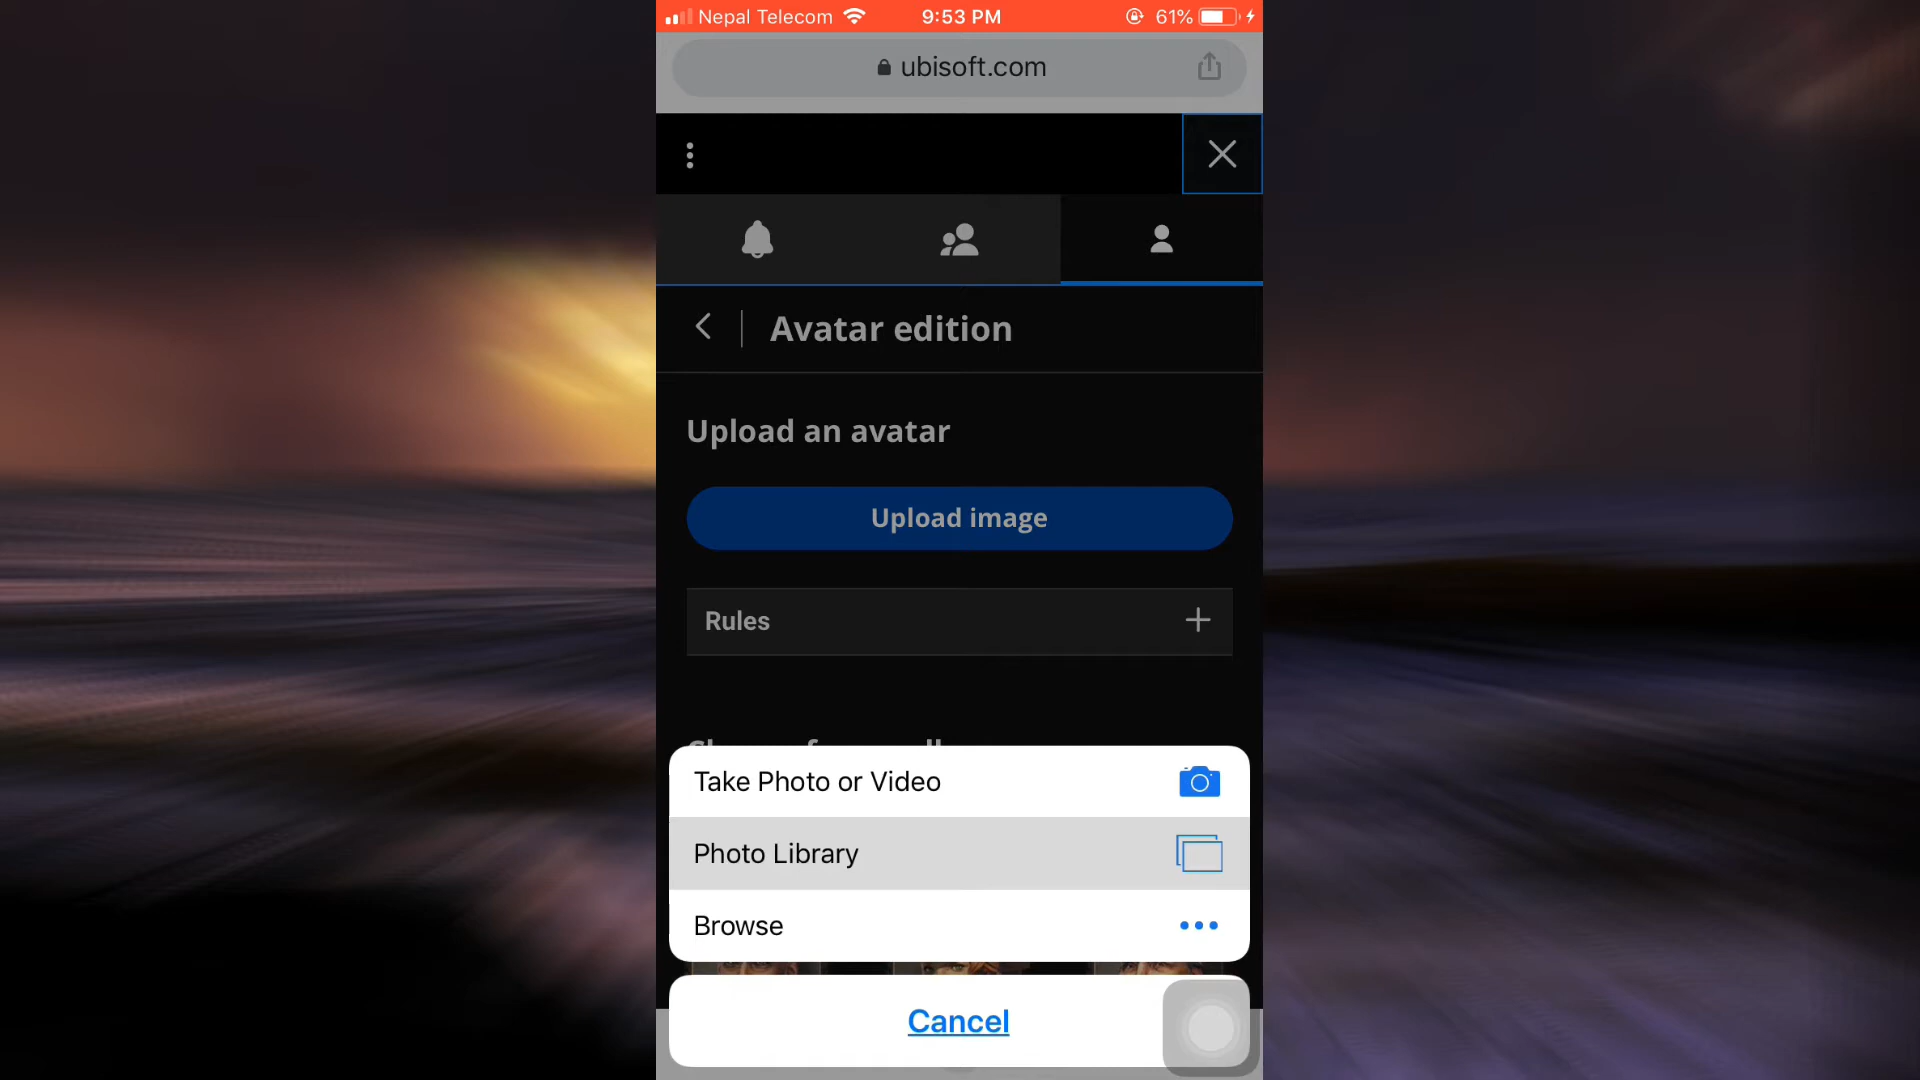 Nepal Telecom 9:53 PM 61%
ubisoft.com
Avatar edition
Upload an avatar
Upload image
Rules
Take Photo or Video
Photo Library
Browse
Cancel